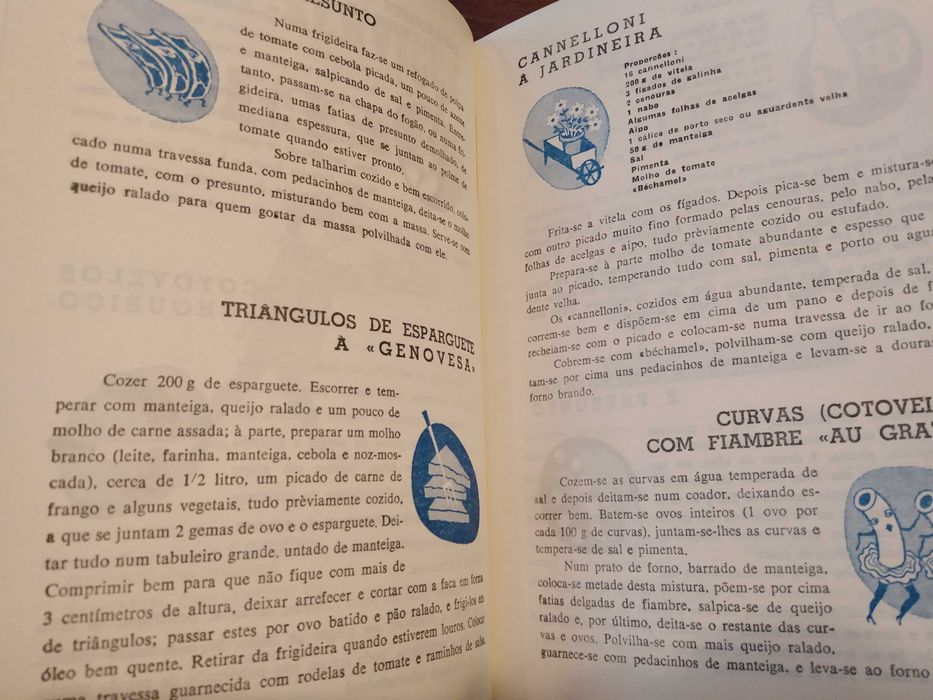 PRESUNTO
Numa frigideira faz-se um refogado de polpa
de tomate com cebola picada, um pouco de azeite
e manteiga, salpicando de sal e pimenta. Entre-
tanto, passam-se na chapa do fogão, ou numa fri-
gideira, umas fatias de presunto demolhado, de
mediana espessura, que se juntam ao polme de
tomate quando estiver pronto.
Sobre talharim cozido e bem escorrido, colo-
cado numa travessa funda, com pedacinhos de manteiga, deita-se o molho
de tomate, com o presunto, misturando bem com a massa. Serve-se com
queijo ralado para quem gostar da massa polvilhada com ele.
TRIÂNGULOS DE ESPARGUETE
À «GENOVESA»
Cozer 200 g de esparguete. Escorrer e tem-
perar com manteiga, queijo ralado e um pouco de
molho de carne assada; à parte, preparar um molho
branco (leite, farinha, manteiga, cebola e noz-mos-
cada), cerca de 1/2 litro, um picado de carne de
frango e alguns vegetais, tudo prèviamente cozido,
a que se juntam 2 gemas de ovo e o esparguete. Dei-
tar tudo num tabuleiro grande, untado de manteiga.
Comprimir bem para que não fique com mais de
3 centímetros de altura, deixar arrefecer e cortar com a faca em forma
de triângulos; passar estes por ovo batido e pão ralado, e frigi-los em
óleo bem quente. Retirar da frigideira quando estiverem louros. Colocar
numa travessa guarnecida com rodelas de tomate e raminhos de salsa.
CANNELLONI
A JARDINEIRA
Proporções :
16 cannelloni
200 g de vitela
3 fígados de galinha
2 cenouras
1 nabo
Algumas folhas de acelgas
Aipo
1 cálice de porto seco ou aguardente velha
50 g de manteiga
Sal
Pimenta
Molho de tomate
«Béchamel»
Frita-se a vitela com os fígados. Depois pica-se bem e mistura-se
com outro picado muito fino formado pelas cenouras, pelo nabo, pela
folhas de acelgas e aipo, tudo prèviamente cozido ou estufado.
Prepara-se à parte molho de tomate abundante e espesso que
junta ao picado, temperando tudo com sal, pimenta e porto ou agua
dente velha.
Os «cannelloni», cozidos em água abundante, temperada de sal,
correm-se bem e dispõem-se em cima de um pano e depois de f
recheiam-se com o picado e colocam-se numa travessa de ir ao for
Cobrem-se com «béchamel», polvilham-se com queijo ralado,
tam-se por cima uns pedacinhos de manteiga e levam-se a doura
forno brando.
CURVAS (COTOVEL
COM FIAMBRE «AU GRAT
Cozem-se as curvas em água temperada de
sal e depois deitam-se num coador, deixando es-
correr bem. Batem-se ovos inteiros (1 ovo por
cada 100 g de curvas), juntam-se-lhes as curvas e
tempera-se de sal e pimenta.
Num prato de forno, barrado de manteiga,
coloca-se metade desta mistura, põem-se por cima
fatias delgadas de fiambre, salpica-se de queijo
ralado e, por último, deita-se o restante das cur-
vas e ovos. Polvilha-se com mais queijo ralado,
guarnece-se com pedacinhos de manteiga, e leva-se ao forno